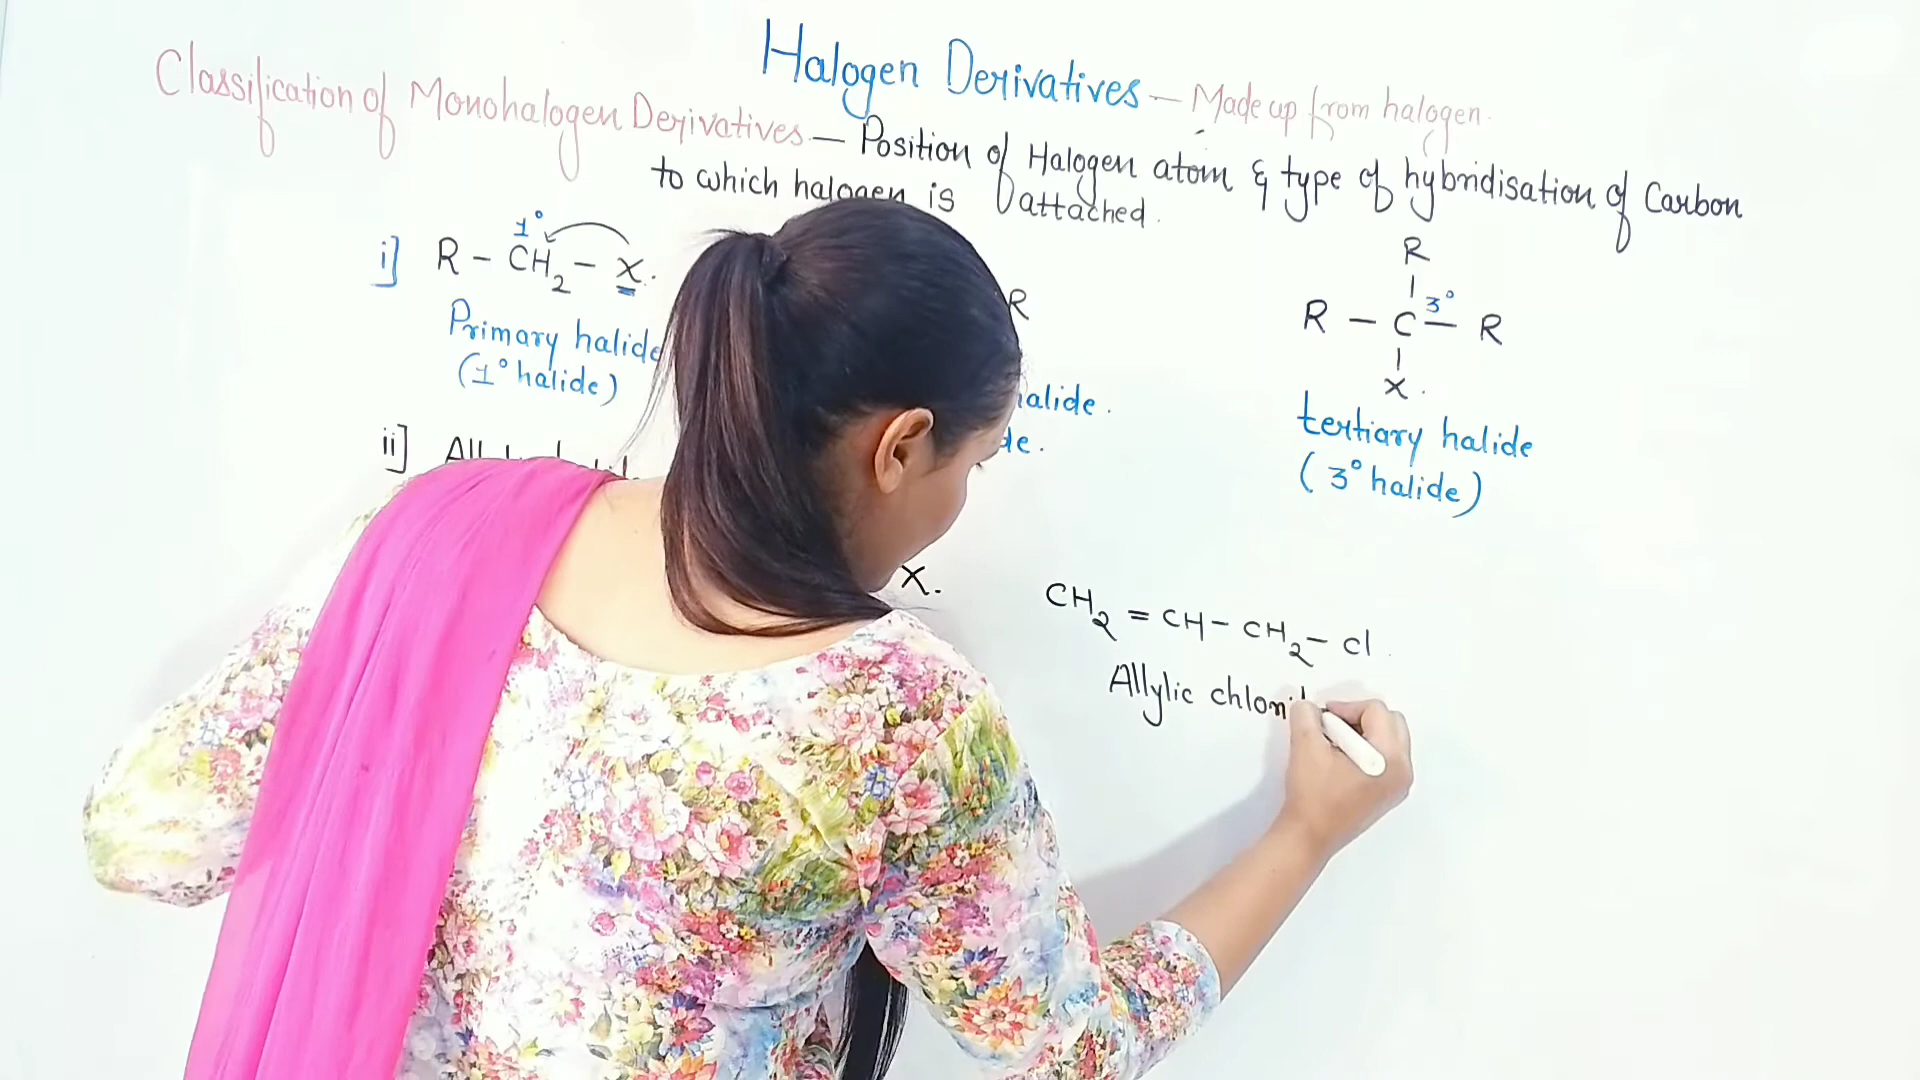 Halogen Derivatives — Made up from halogen.
Classification of Monohalogen Derivatives — Position of Halogen atom & type of hybridisation of Carbon
to which halogen is attached.
i] R - CH2 - X.
1°
Primary halide
(1° halide)
R
halide.
R
R - C - R
3°
X.
tertiary halide
(3° halide)
ii]
X.
CH2 = CH - CH2 - Cl
Allylic